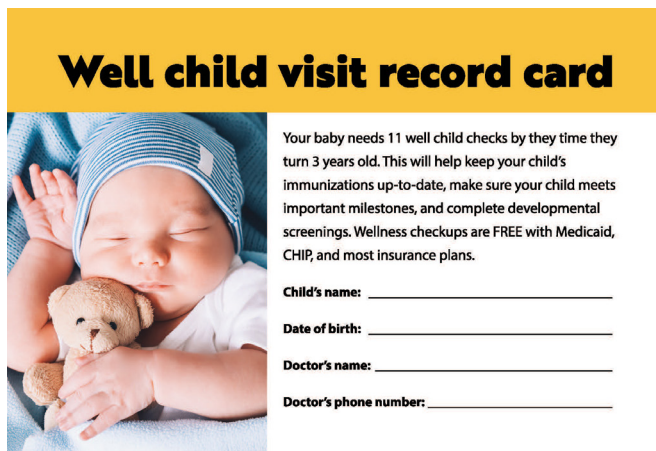 Well child visit record card
Your baby needs 11 well child checks by they time they
turn 3 years old. This will help keep your child's
immunizations up-to-date, make sure your child meets
important milestones, and complete developmental
screenings. Wellness checkups are FREE with Medicaid,
CHIP, and most insurance plans.
Child's name:
Date of birth:
Doctor's name:
Doctor's phone number: